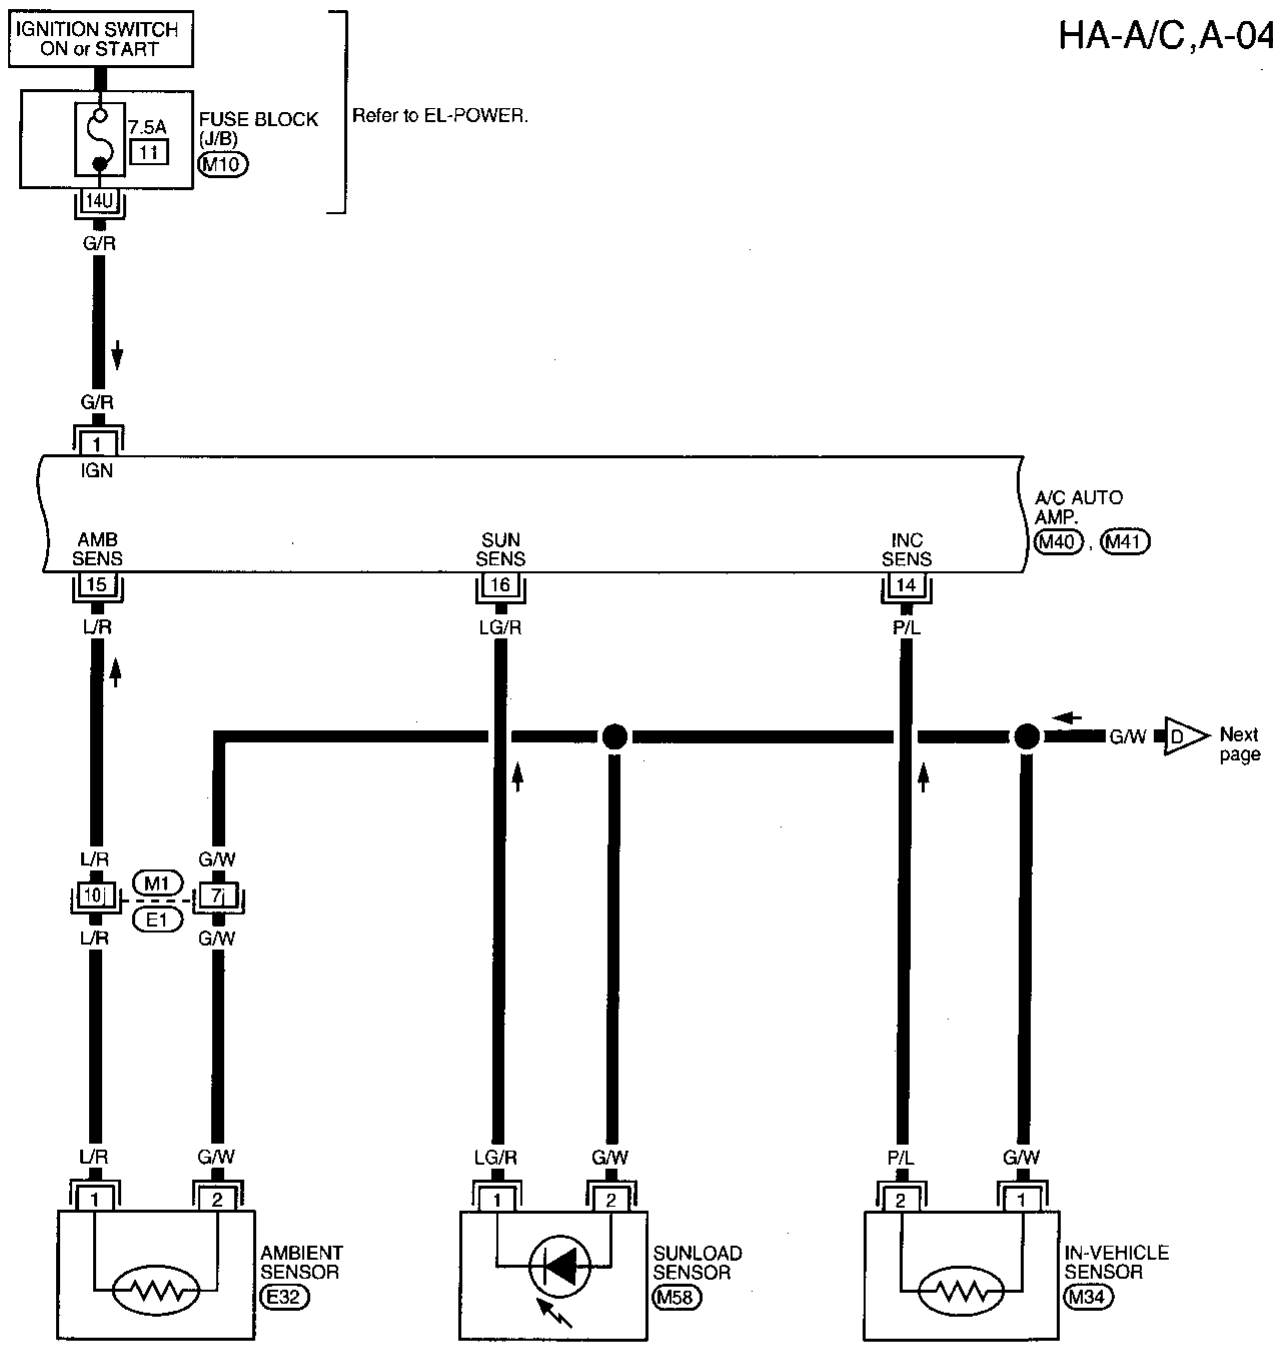 HA-A/C,A-04
IGNITION SWITCH
ON or START
7.5A
11
FUSE BLOCK
(J/B)
M10
Refer to EL-POWER.
14U
G/R
G/R
1
IGN
A/C AUTO
AMP.
M40 , M41
AMB
SENS
SUN
SENS
INC
SENS
15
16
14
L/R
LG/R
P/L
G/W
D
Next
page
L/R
G/W
10j
M1
7j
E1
L/R
G/W
L/R
G/W
LG/R
G/W
P/L
G/W
1
2
1
2
2
1
AMBIENT
SENSOR
E32
SUNLOAD
SENSOR
M58
IN-VEHICLE
SENSOR
M34